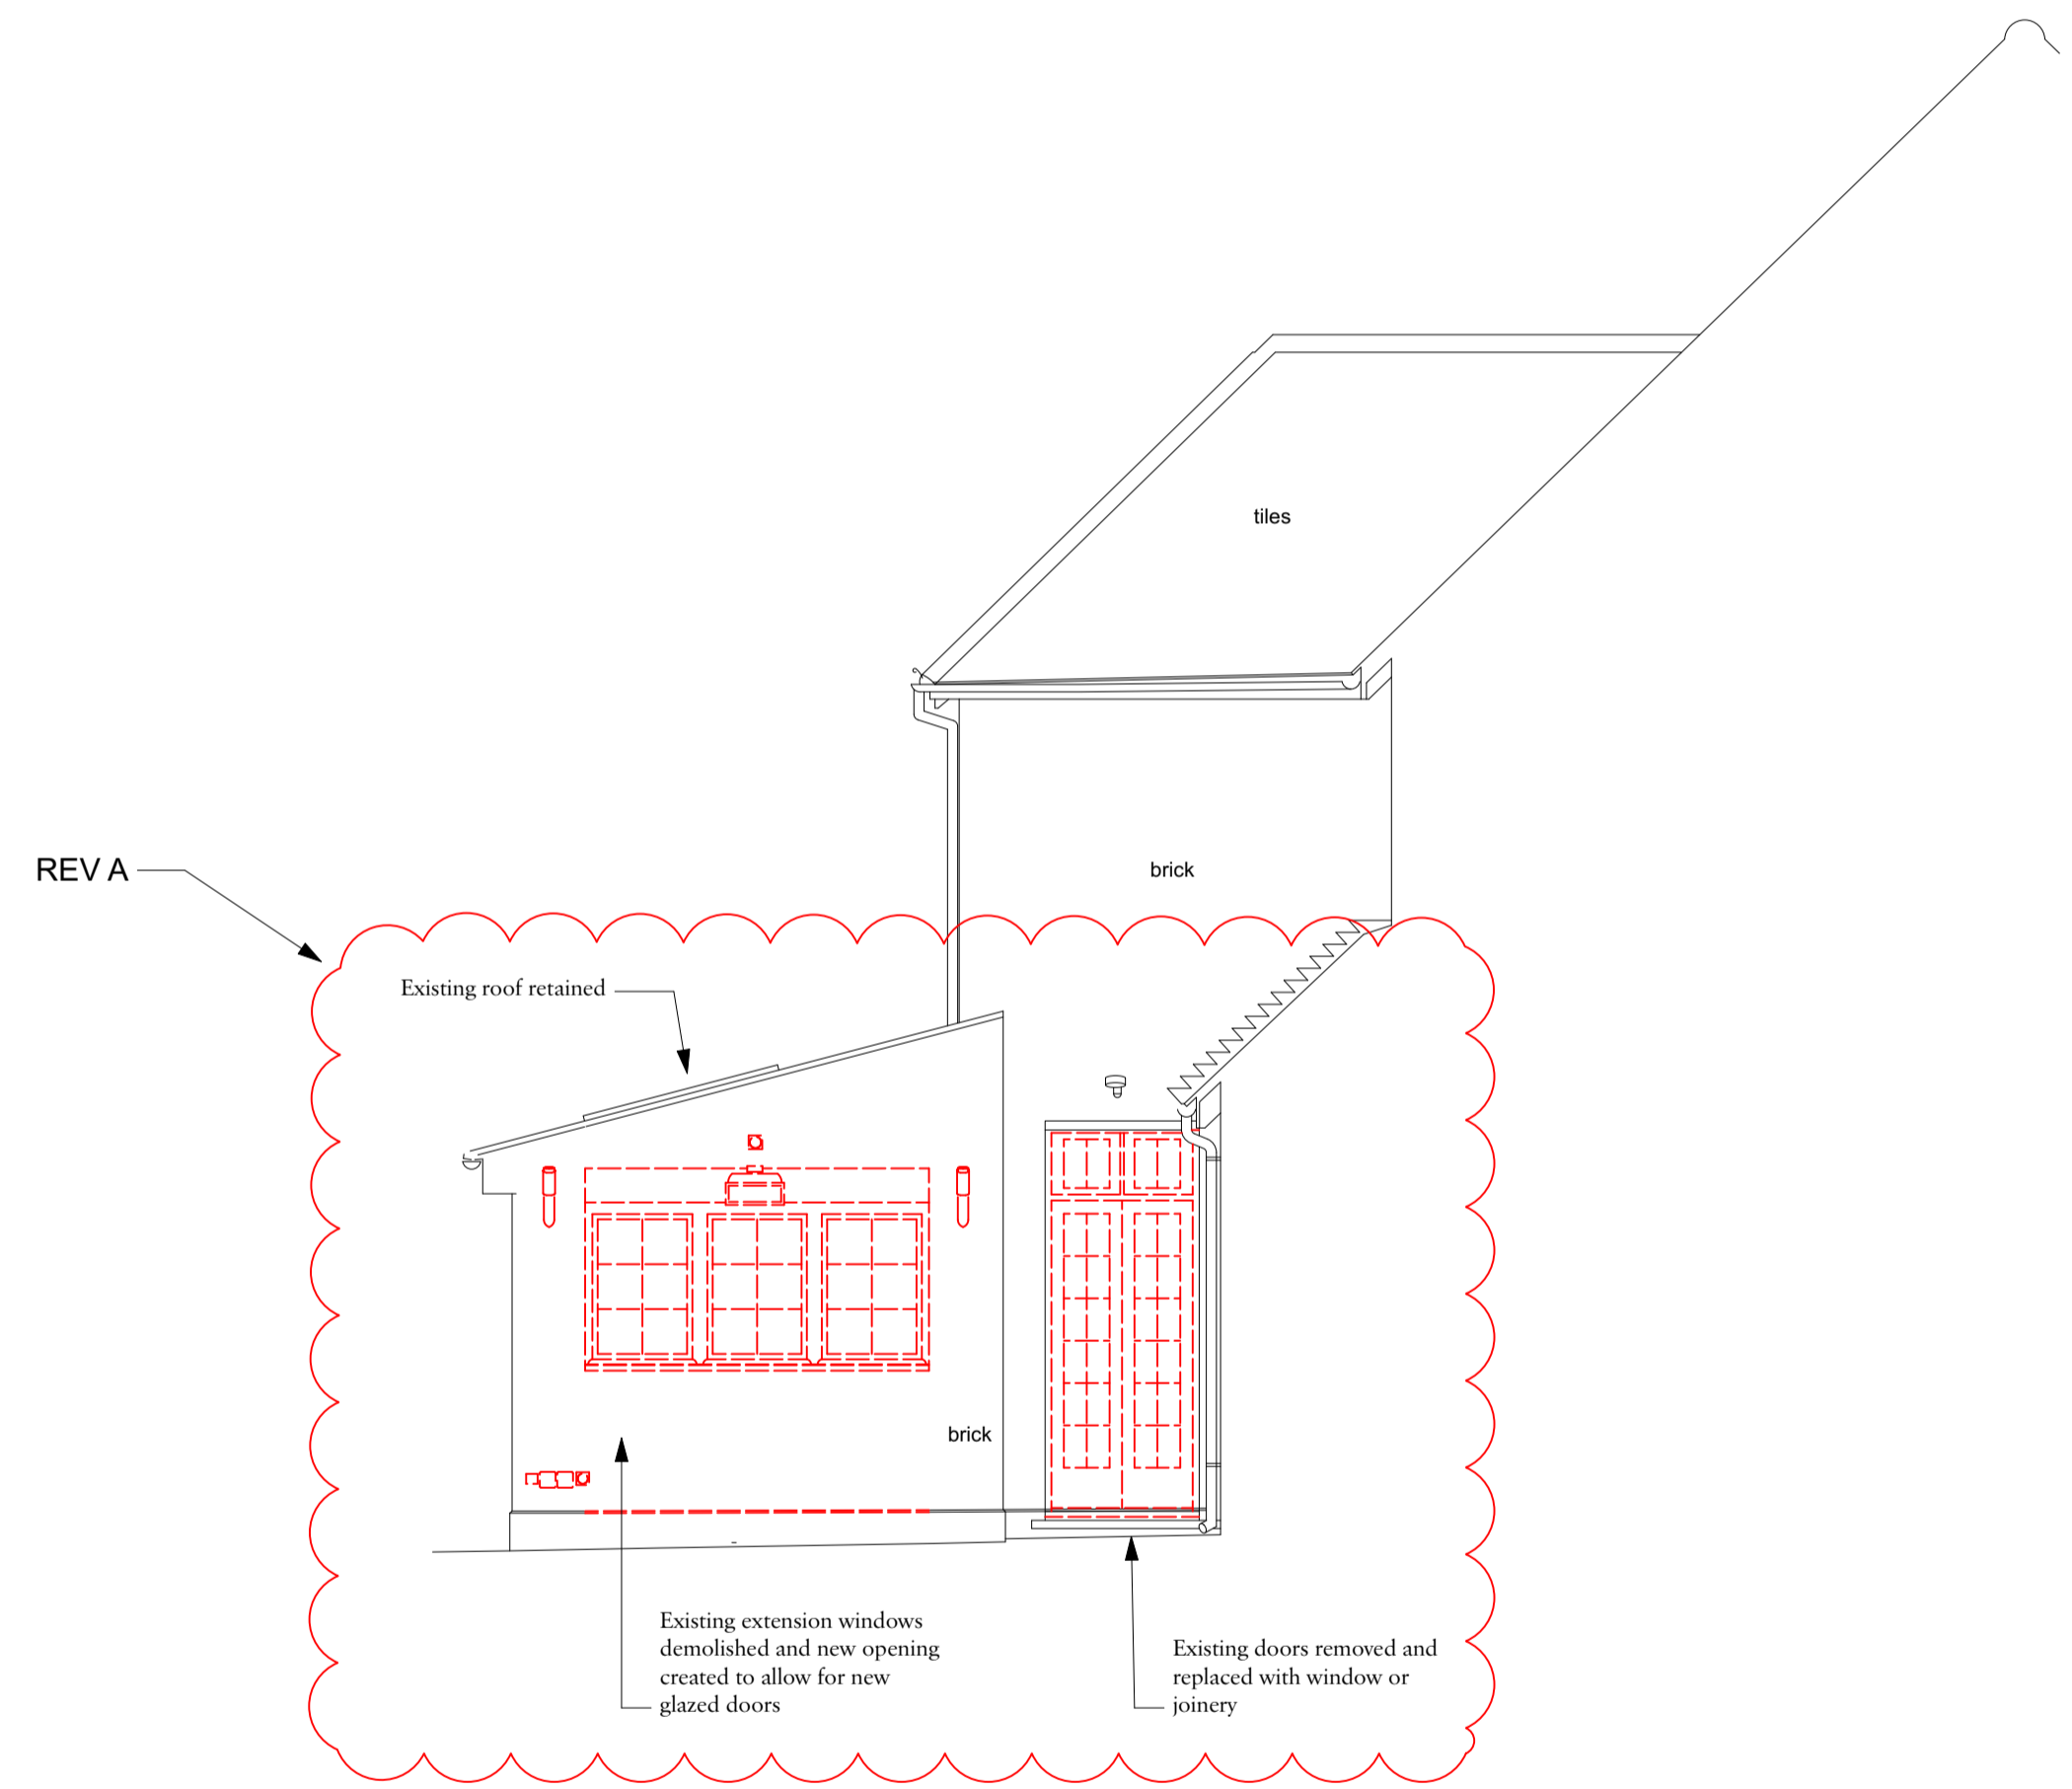 tiles
REV A
brick
Existing roof retained
brick
Existing extension windows
demolished and new opening
created to allow for new
glazed doors
Existing doors removed and
replaced with window or
joinery